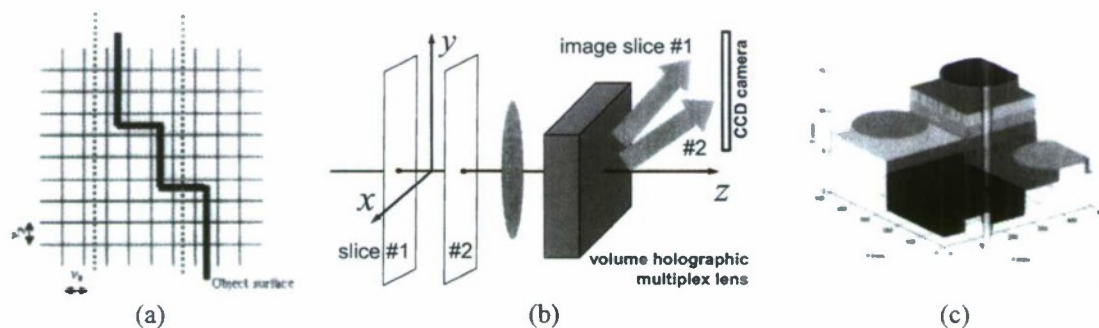 Object surface
(a)
y
x
z
slice #1
#2
image slice #1
#2
CCD camera
volume holographic
multiplex lens
(b)
(c)